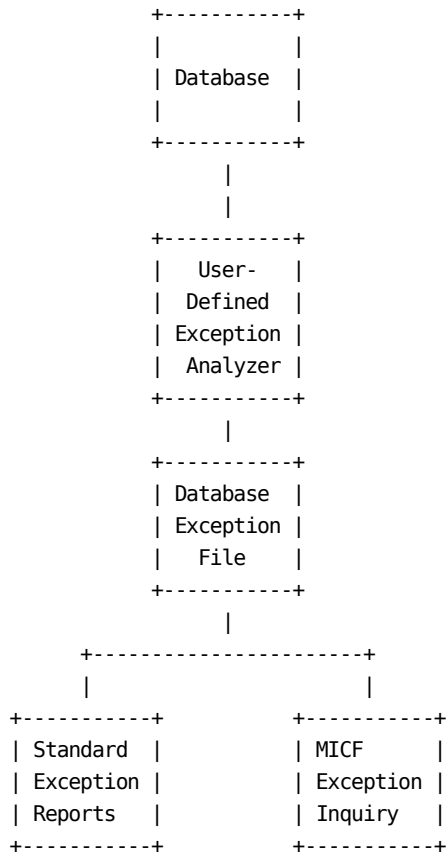 Database
User-
Defined
Exception
Analyzer
Database
Exception
File
Standard
Exception
Reports
MICF
Exception
Inquiry